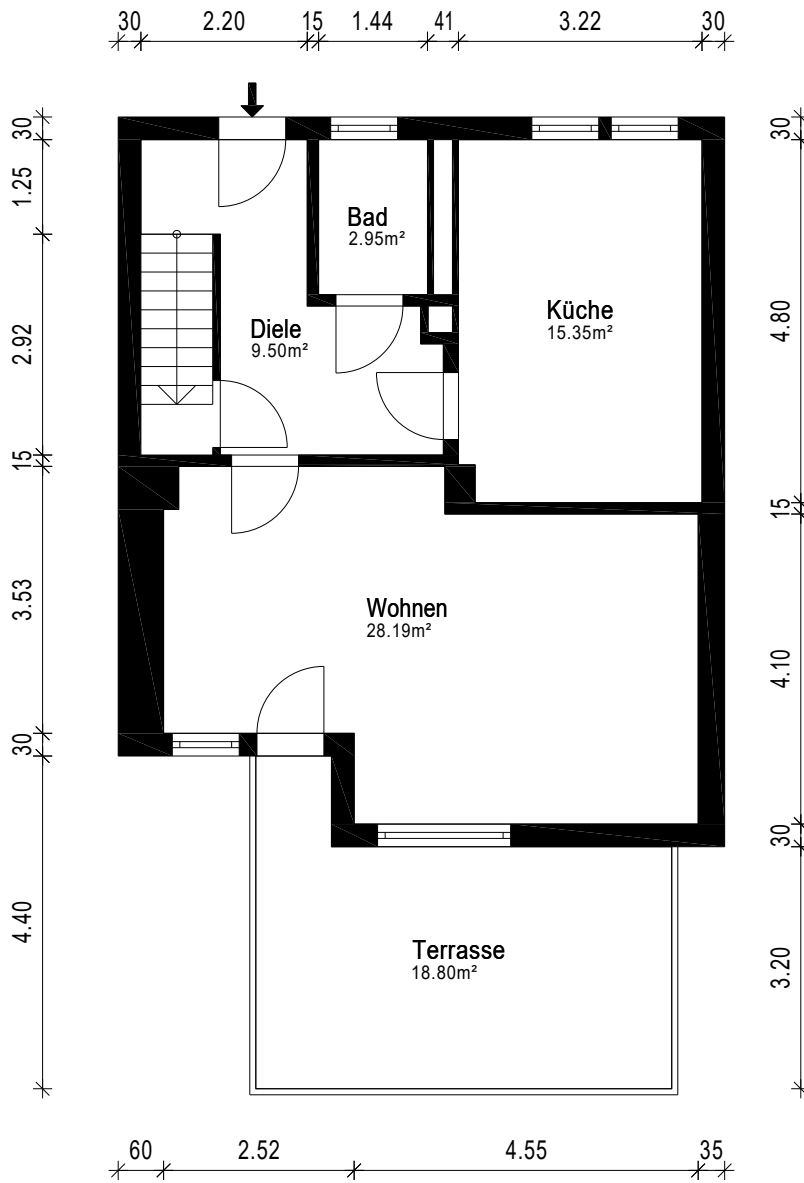 30 2.20 15 1.44 41 3.22 30
30
1.25
2.92
15
3.53
30
4.40
Bad
2.95m²
Diele
9.50m²
Küche
15.35m²
Wohnen
28.19m²
Terrasse
18.80m²
30
4.80
15
4.10
30
3.20
60 2.52 4.55 35